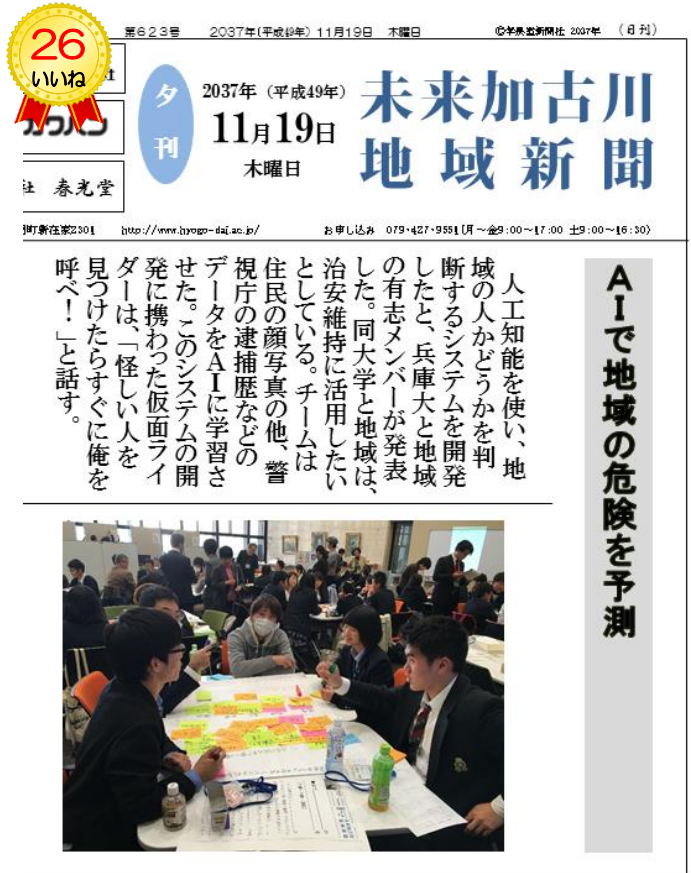 26
いいね
第623号 2037年(平成49年) 11月19日 木曜日
(日刊)
夕刊
2037年(平成49年)
11月19日
木曜日
未来加古川
地域新聞
社 春光堂
町新在家2301 http://www.hyogo-dai.ac.jp/ お申し込み 079-427-9551(月~金9:00~17:00 土9:00~16:30)
AIで地域の危険を予測
人工知能を使い、地
域の人かどうかを判
断するシステムを開発
したと、兵庫大と地域
の有志メンバーが発表
した。同大学と地域は、
治安維持に活用したい
としている。チームは
住民の顔写真の他、警
視庁の逮捕歴などの
データをAIに学習さ
せた。このシステムの開
発に携わった仮面ライ
ダーは、「怪しい人を
見つけたらすぐに俺を
呼べ!」と話す。